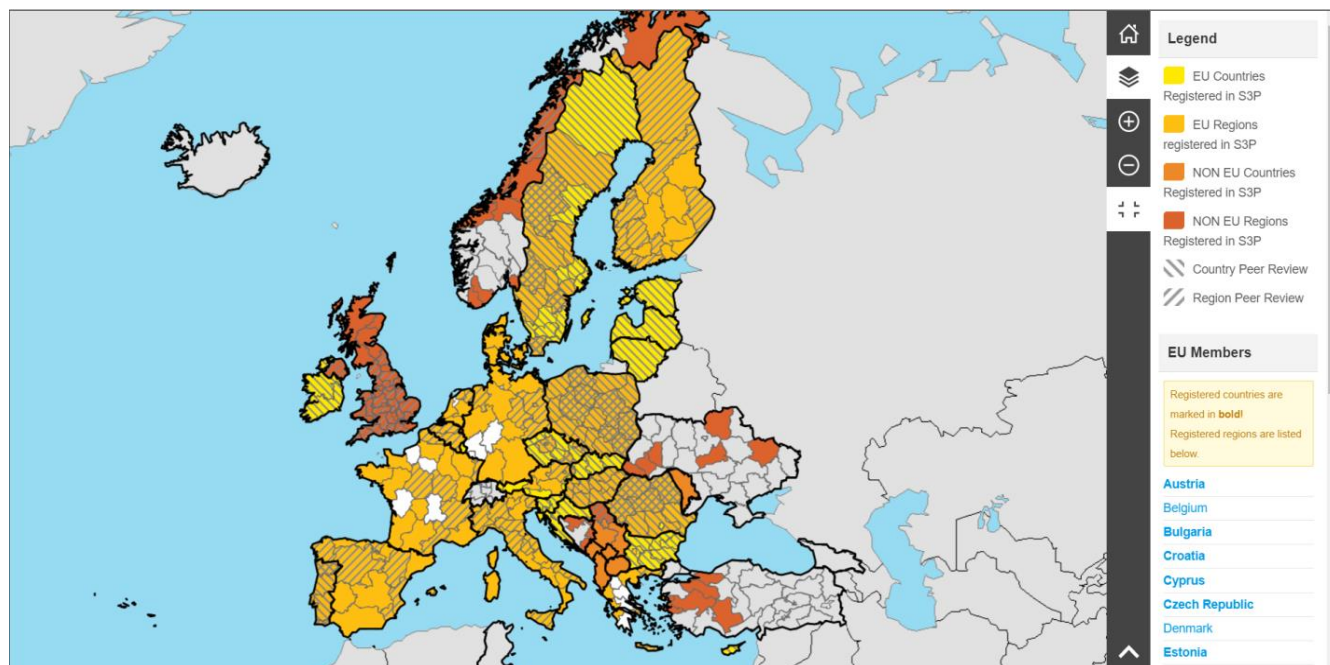 Legend
EU Countries
Registered in S3P
EU Regions
registered in S3P
NON EU Countries
Registered in S3P
NON EU Regions
Registered in S3P
Country Peer Review
Region Peer Review
EU Members
Registered countries are
marked in bold!
Registered regions are listed
below.
Austria
Belgium
Bulgaria
Croatia
Cyprus
Czech Republic
Denmark
Estonia